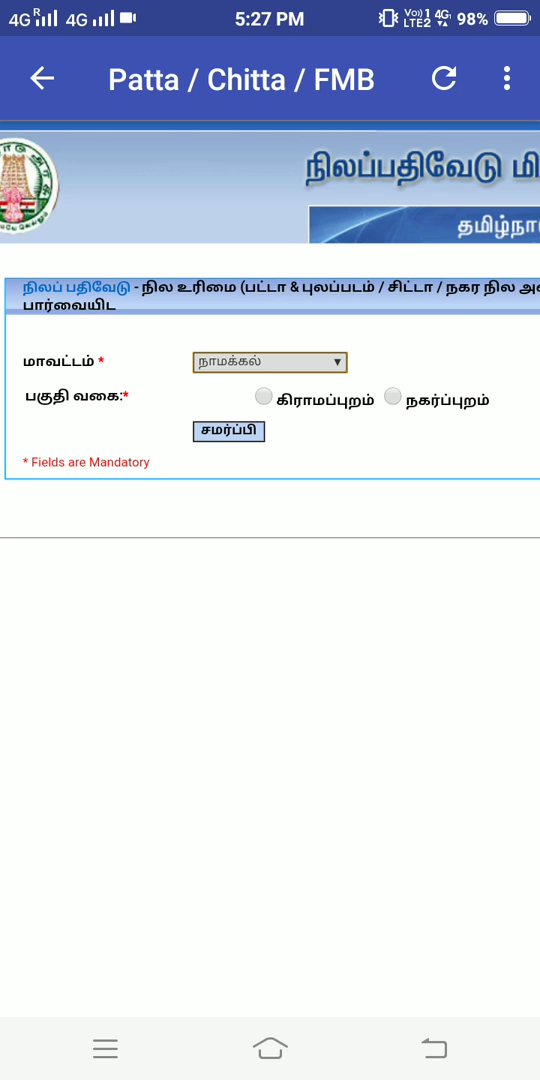 4G R 4G 5:27 PM Vo)) 1 LTE2 4G 98%
Patta / Chitta / FMB
நிலப்பதிவேடு மி
தமிழ்நா
நிலப் பதிவேடு - நில உரிமை (பட்டா & புலப்படம் / சிட்டா / நகர நில அ
பார்வையிட
மாவட்டம் * நாமக்கல்
பகுதி வகை:* கிராமப்புறம் நகர்ப்புறம்
சமர்ப்பி
* Fields are Mandatory